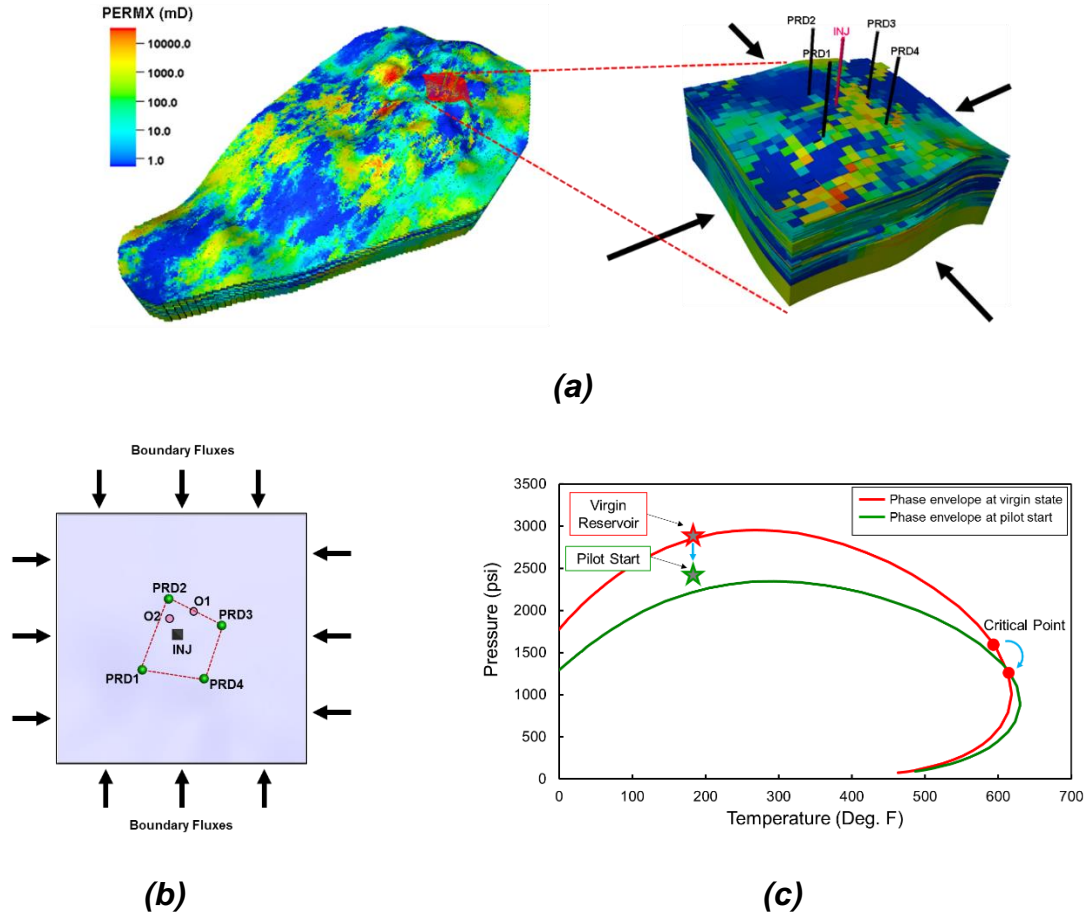 PERMX (mD)
10000.0
1000.0
100.0
10.0
1.0
PRD2
INJ
PRD3
PRD1
PRD4
(a)
Boundary Fluxes
PRD2
O1
O2
PRD3
INJ
PRD1
PRD4
Boundary Fluxes
(b)
3500
3000
2500
2000
1500
1000
500
0
Pressure (psi)
Virgin
Reservoir
Pilot Start
Phase envelope at virgin state
Phase envelope at pilot start
Critical Point
0
100
200
300
400
500
600
700
Temperature (Deg. F)
(c)